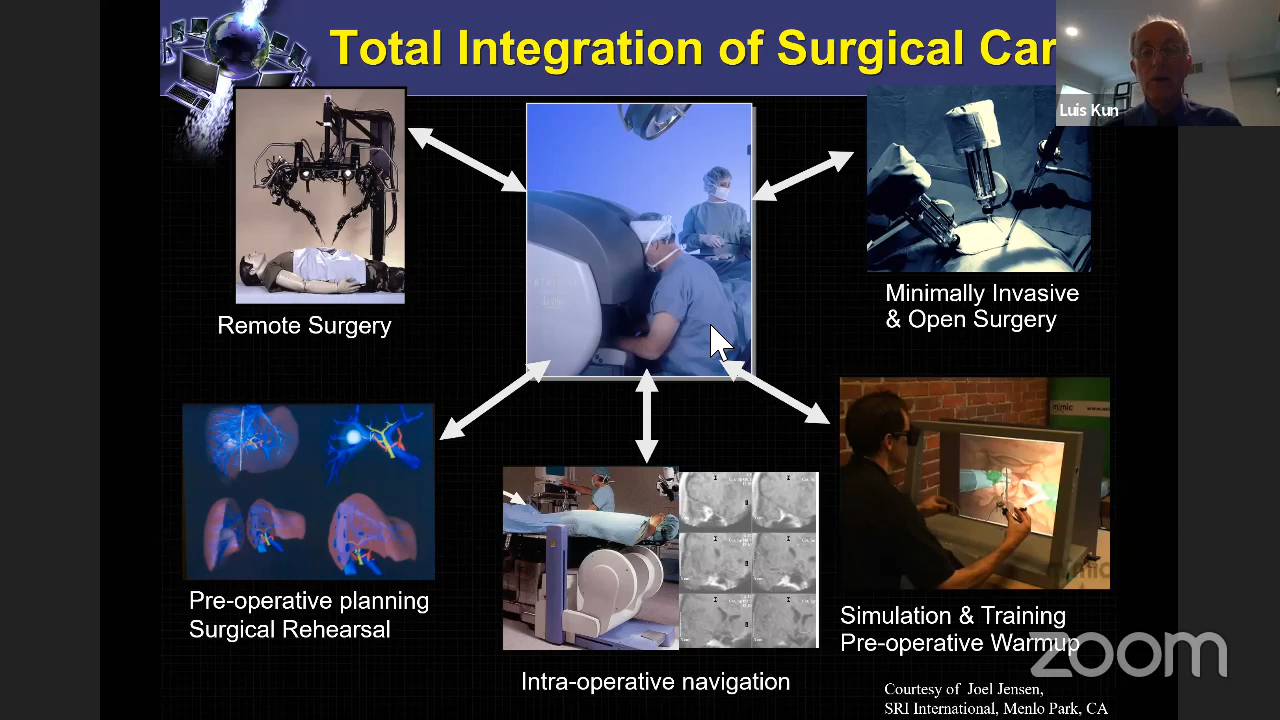 Total Integration of Surgical Car
Luis Kun
Remote Surgery
Minimally Invasive
& Open Surgery
mimic
Pre-operative planning
Surgical Rehearsal
Intra-operative navigation
Simulation & Training
Pre-operative Warmup
zoom
Courtesy of Joel Jensen,
SRI International, Menlo Park, CA